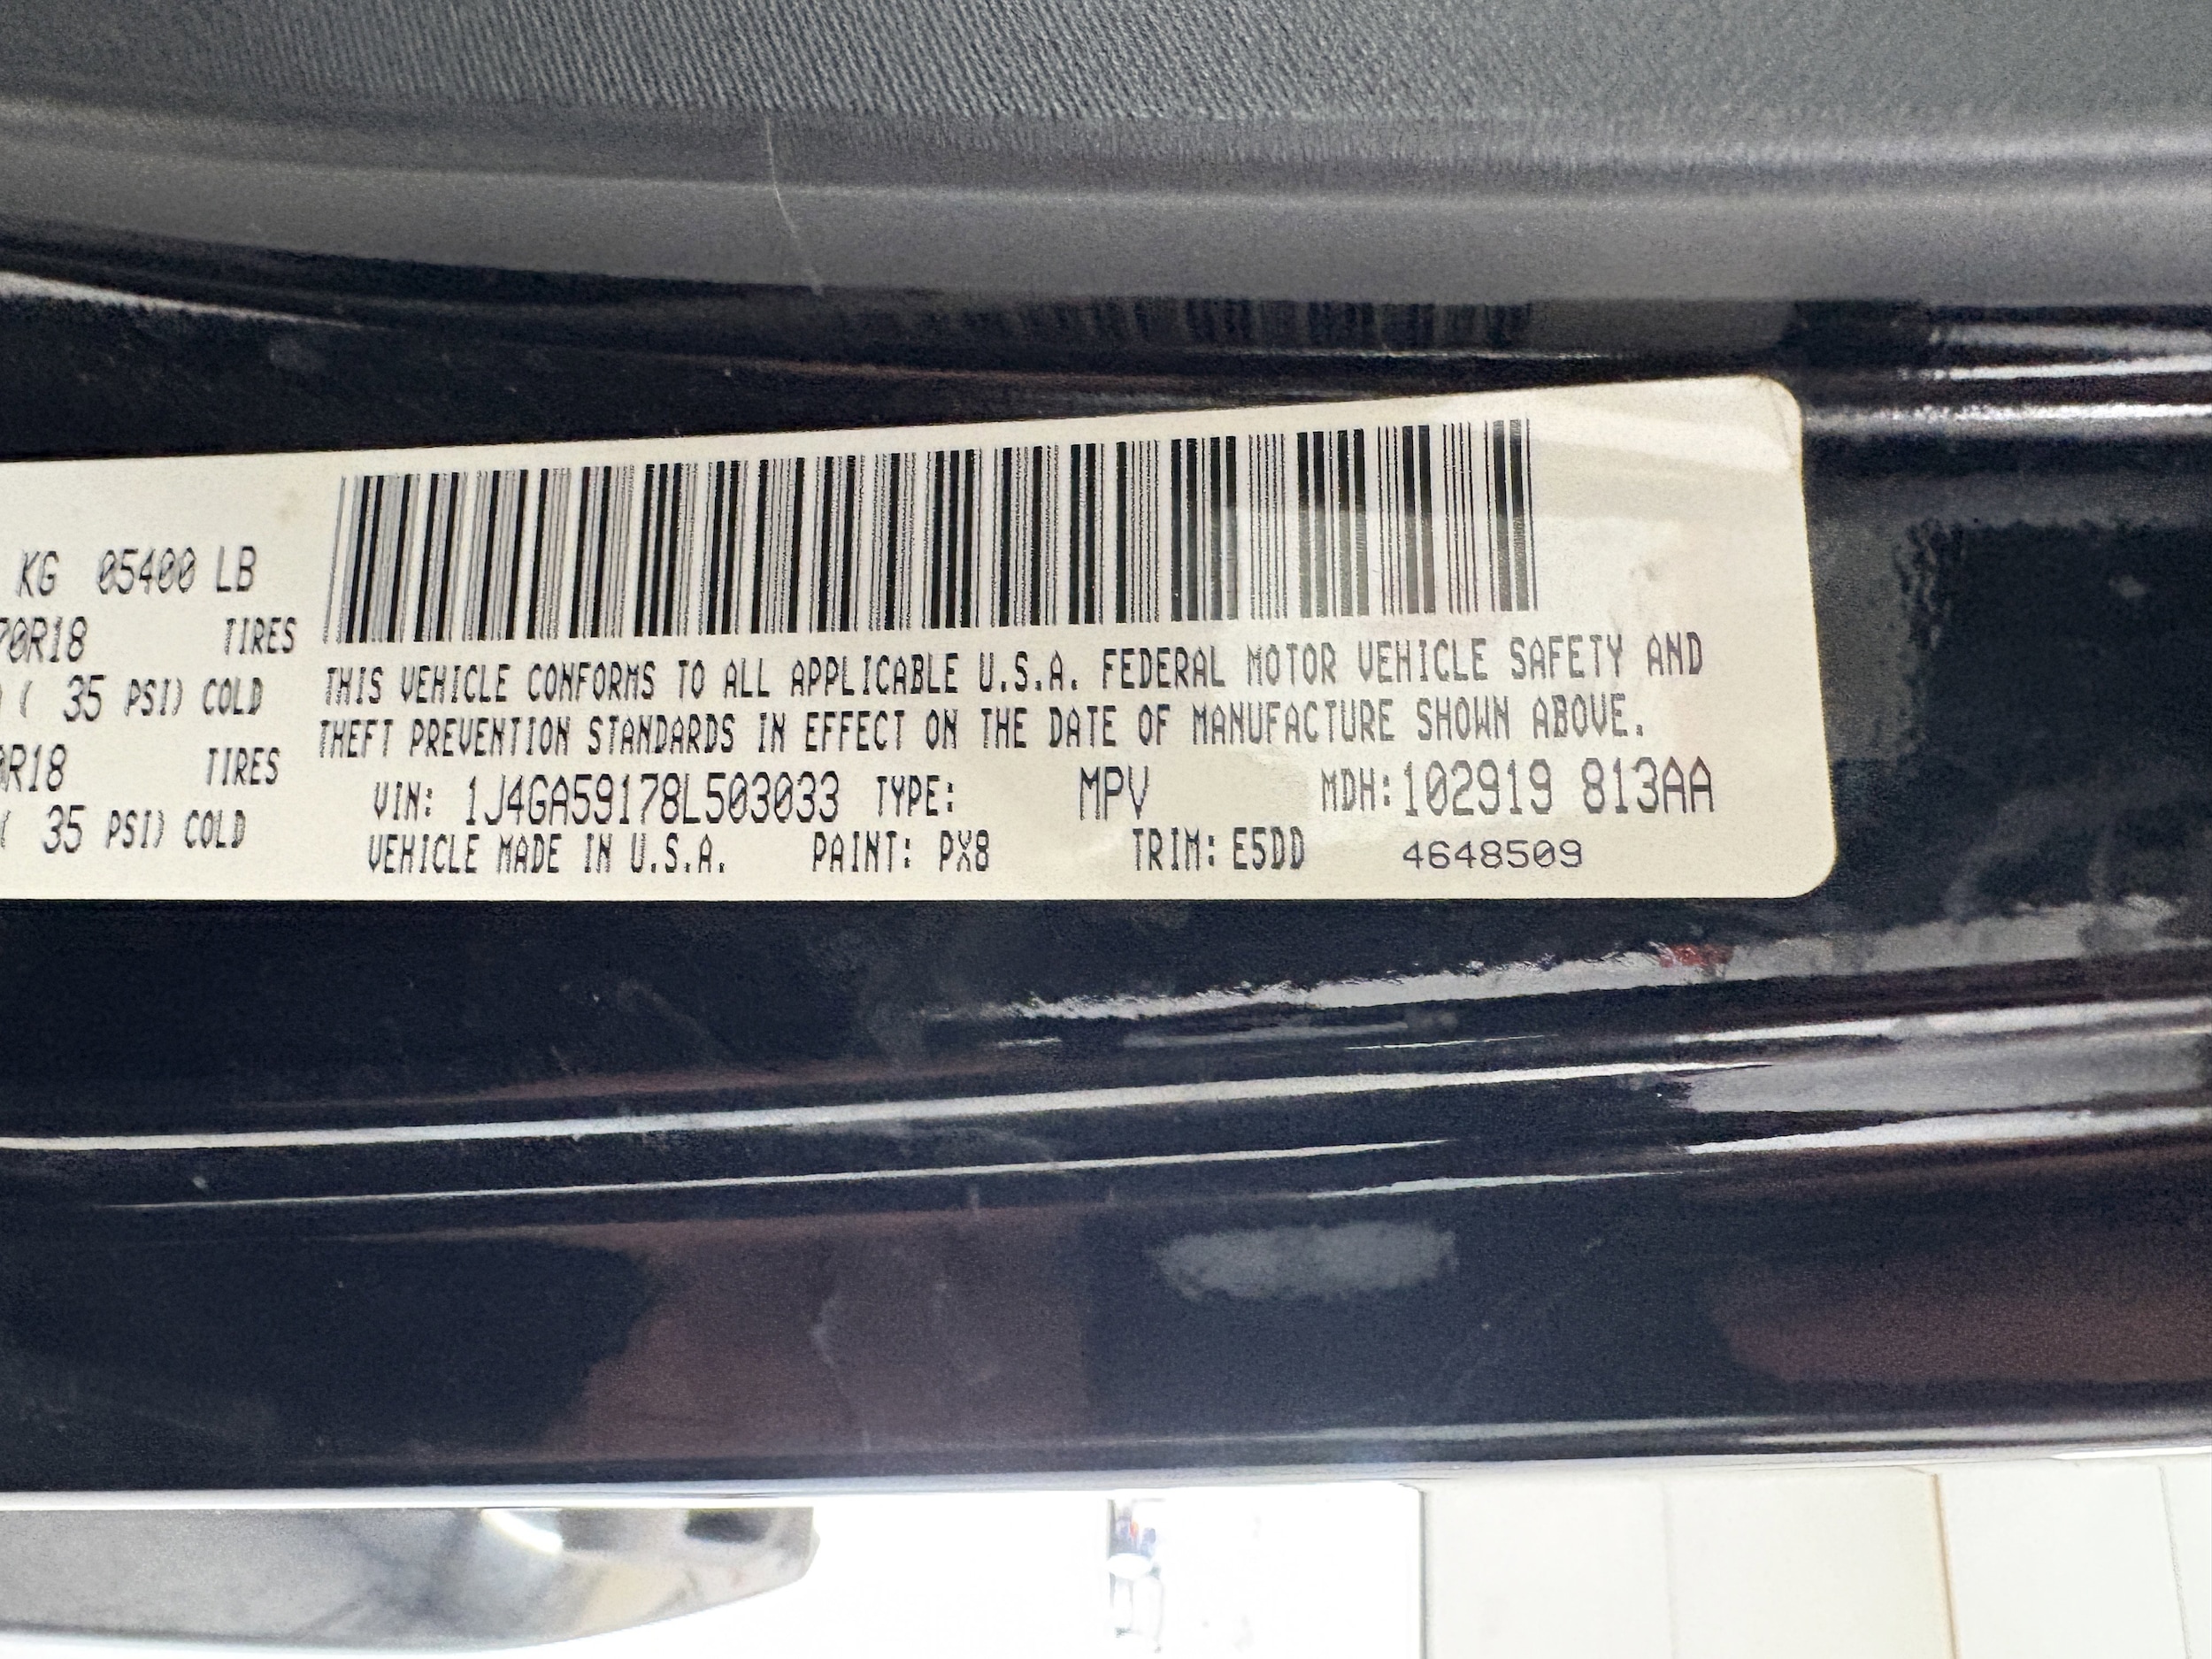 KG 05400 LB
70R18 TIRES
( 35 PSI) COLD
R18 TIRES
( 35 PSI) COLD
THIS VEHICLE CONFORMS TO ALL APPLICABLE U.S.A. FEDERAL MOTOR VEHICLE SAFETY AND
THEFT PREVENTION STANDARDS IN EFFECT ON THE DATE OF MANUFACTURE SHOWN ABOVE.
VIN: 1J4GA59178L503033 TYPE: MPV MDH:102919 813AA
VEHICLE MADE IN U.S.A. PAINT: PX8 TRIM: E5DD 4648509